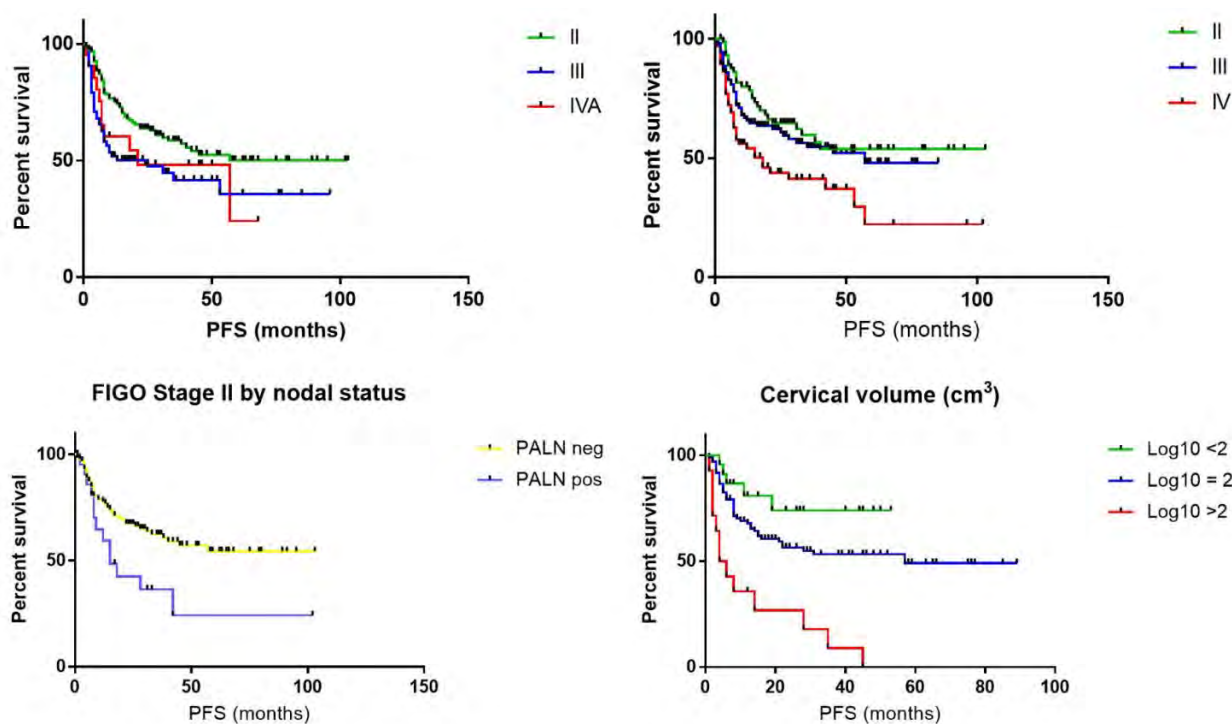 II
III
IVA
Percent survival
100
50
0
0 50 100 150
PFS (months)
II
III
IV
Percent survival
100
50
0
0 50 100 150
PFS (months)
FIGO Stage II by nodal status
PALN neg
PALN pos
Percent survival
100
50
0
0 50 100 150
PFS (months)
Cervical volume (cm³)
Log10 <2
Log10 = 2
Log10 >2
Percent survival
100
50
0
0 20 40 60 80 100
PFS (months)